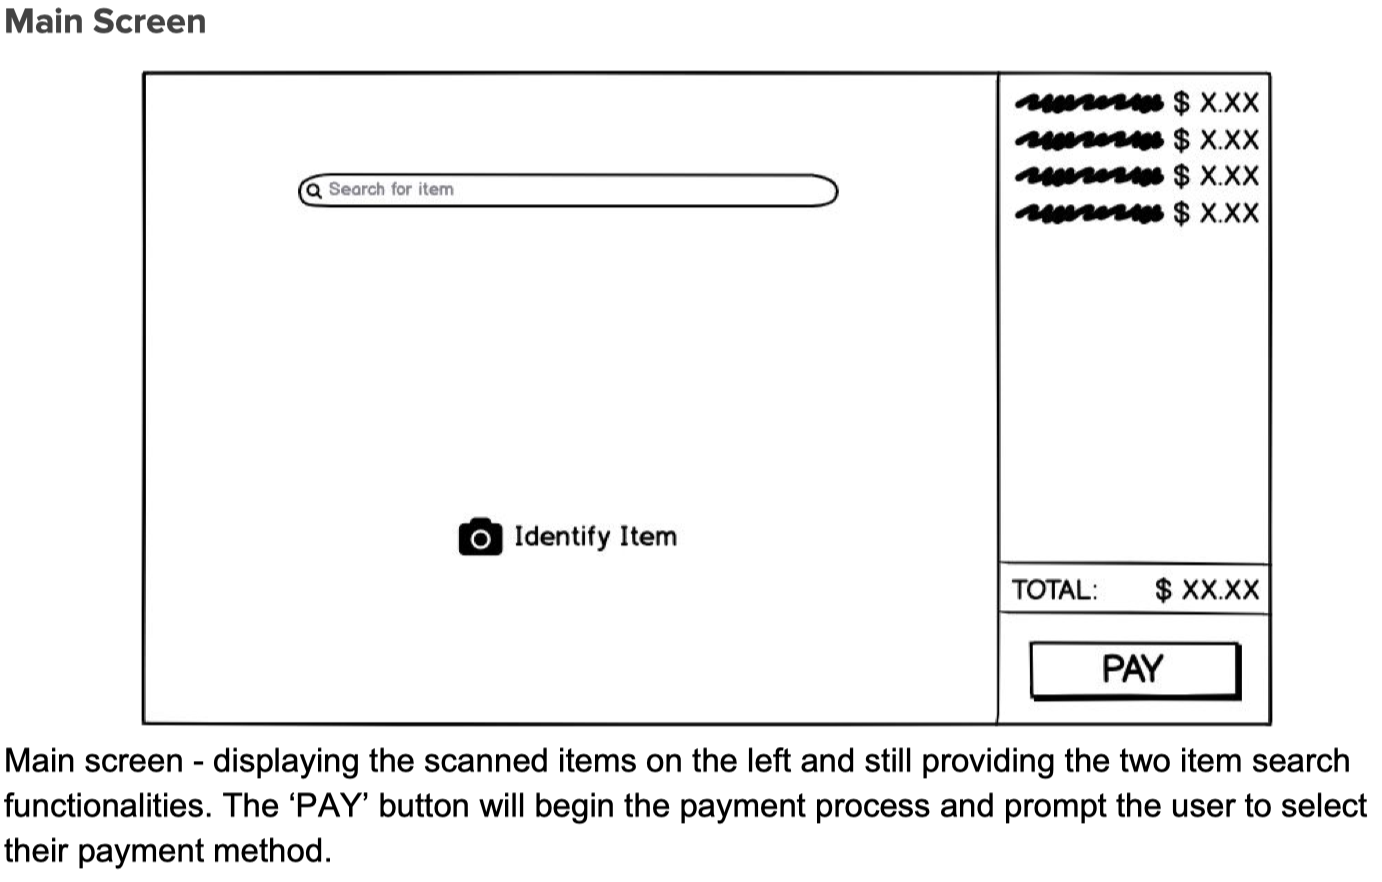 Main Screen
Search for item
$ X.XX
$ X.XX
$ X.XX
$ X.XX
Identify Item
TOTAL: $ XX.XX
PAY
Main screen - displaying the scanned items on the left and still providing the two item search
functionalities. The ‘PAY’ button will begin the payment process and prompt the user to select
their payment method.